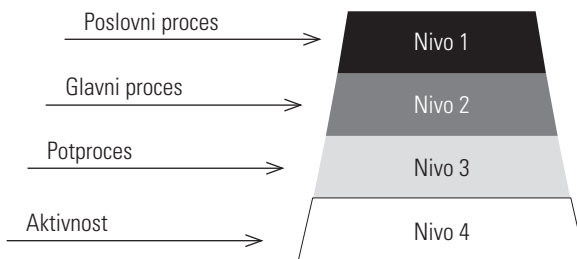 Poslovni proces
Nivo 1
Glavni proces
Nivo 2
Potproces
Nivo 3
Aktivnost
Nivo 4